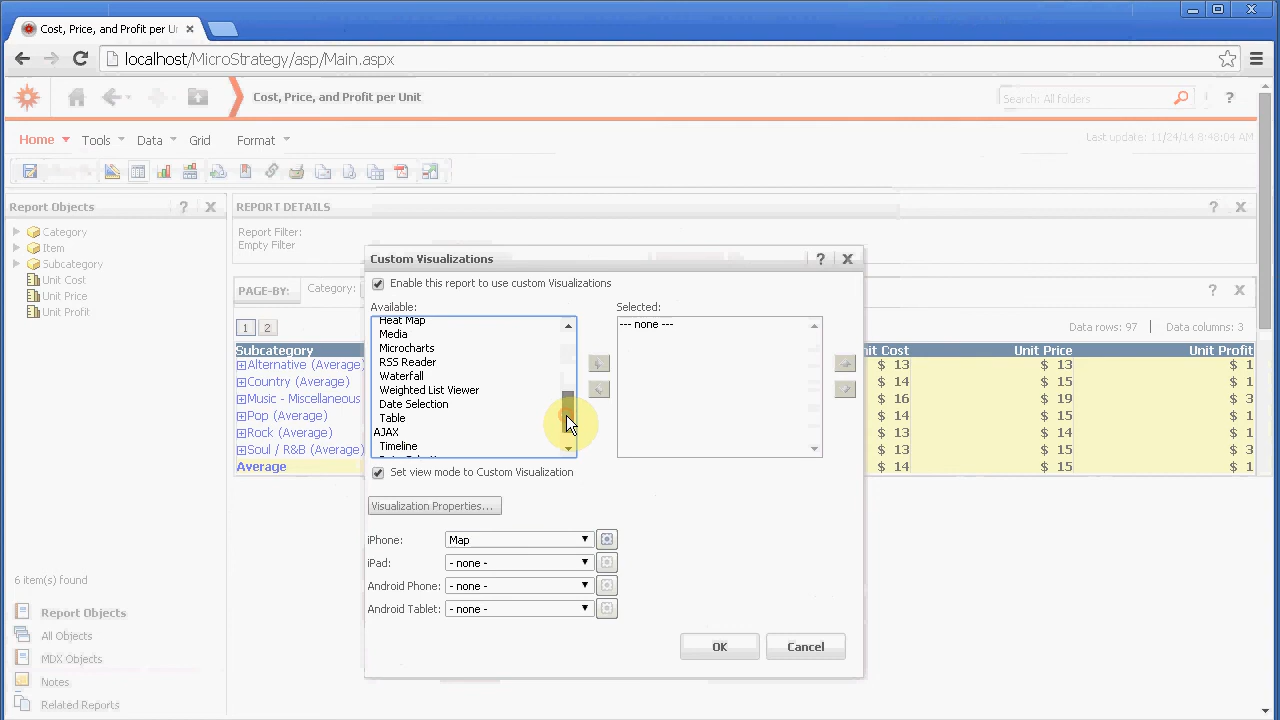 Cost, Price, and Profit per Un
localhost/MicroStrategy/asp/Main.aspx
Cost, Price, and Profit per Unit
Search: All folders
?
Home Tools Data Grid Format
Last update: 11/24/14 8:48:04 AM
Report Objects ?
REPORT DETAILS ?
Report Filter:
Empty Filter
Category
Item
Subcategory
Unit Cost
Unit Price
Unit Profit
PAGE-BY: Category: ?
1 2
Data rows: 97 | Data columns: 3
Subcategory nit Cost Unit Price Unit Profit
Alternative (Average) $ 13 $ 13 $ 1
Country (Average) $ 14 $ 15 $ 1
Music - Miscellaneous $ 16 $ 19 $ 3
Pop (Average) $ 14 $ 15 $ 1
Rock (Average) $ 13 $ 14 $ 1
Soul / R&B (Average) $ 13 $ 15 $ 3
Average $ 14 $ 15 $ 1
Custom Visualizations ?
Enable this report to use custom Visualizations
Available:
Heat Map
Media
Microcharts
RSS Reader
Waterfall
Weighted List Viewer
Date Selection
Table
AJAX
Timeline
Selected:
--- none ---
Set view mode to Custom Visualization
Visualization Properties...
iPhone: Map
iPad: - none -
Android Phone: - none -
Android Tablet: - none -
OK Cancel
6 item(s) found
Report Objects
All Objects
MDX Objects
Notes
Related Reports